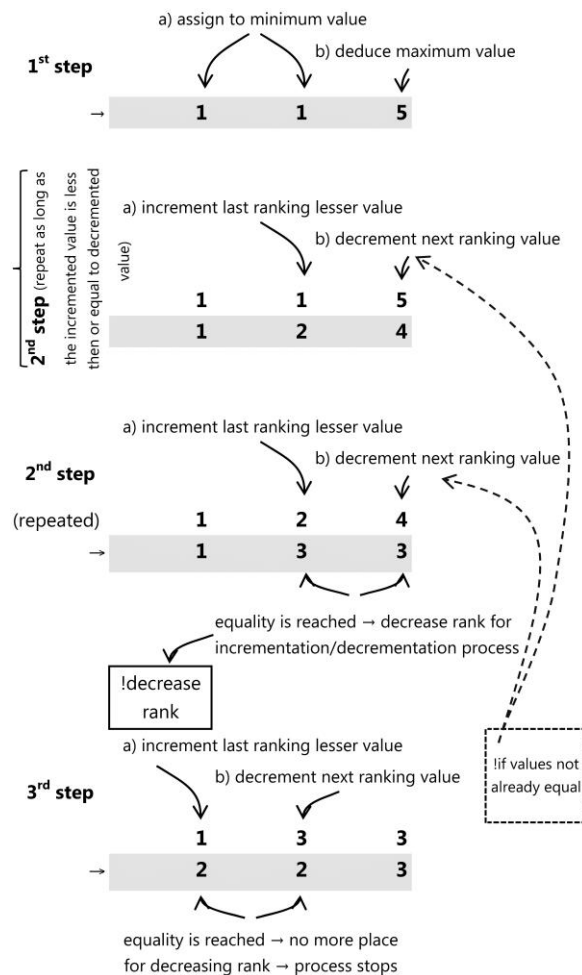 a) assign to minimum value
b) deduce maximum value
1st step
→ 1 1 5
2nd step (repeat as long as
the incremented value is less
then or equal to decremented
value)
a) increment last ranking lesser value
b) decrement next ranking value
1 1 5
1 2 4
a) increment last ranking lesser value
b) decrement next ranking value
2nd step
(repeated) 1 2 4
→ 1 3 3
equality is reached → decrease rank for
incrementation/decrementation process
!decrease
rank
a) increment last ranking lesser value
b) decrement next ranking value
!if values not
already equal
3rd step
1 3 3
→ 2 2 3
equality is reached → no more place
for decreasing rank → process stops